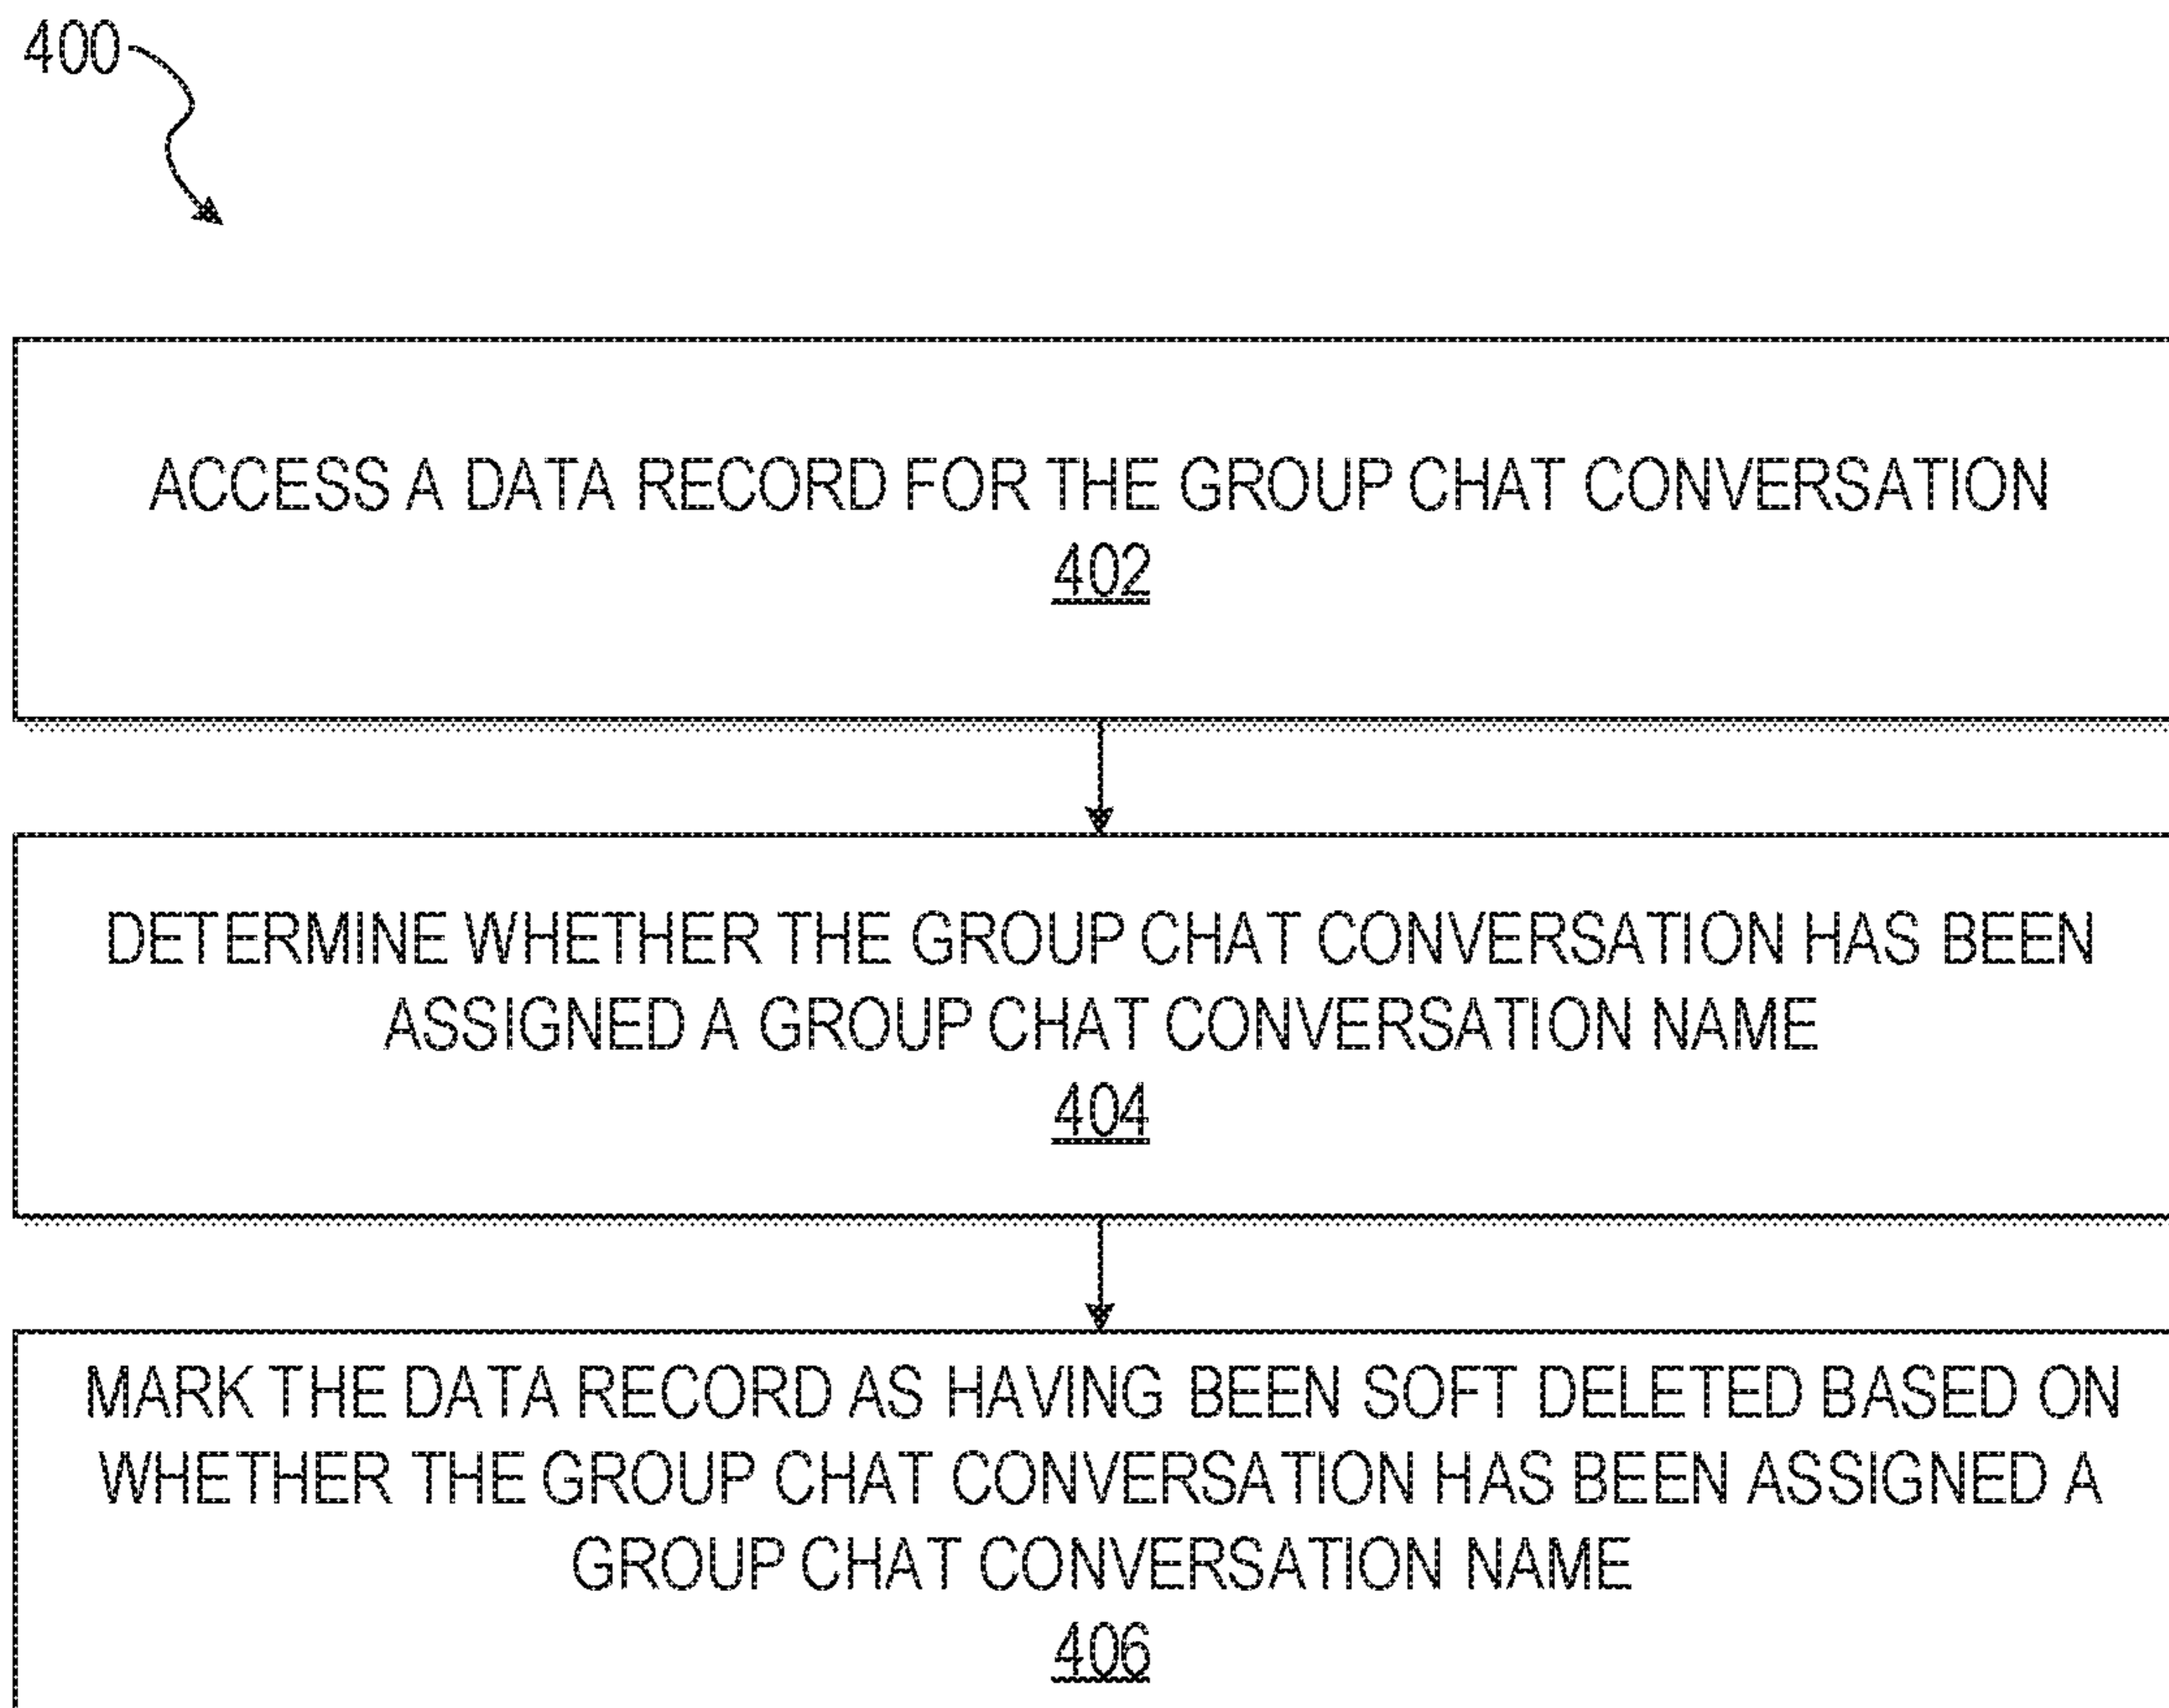 400
ACCESS A DATA RECORD FOR THE GROUP CHAT CONVERSATION
402
DETERMINE WHETHER THE GROUP CHAT CONVERSATION HAS BEEN
ASSIGNED A GROUP CHAT CONVERSATION NAME
404
MARK THE DATA RECORD AS HAVING BEEN SOFT DELETED BASED ON
WHETHER THE GROUP CHAT CONVERSATION HAS BEEN ASSIGNED A
GROUP CHAT CONVERSATION NAME
406